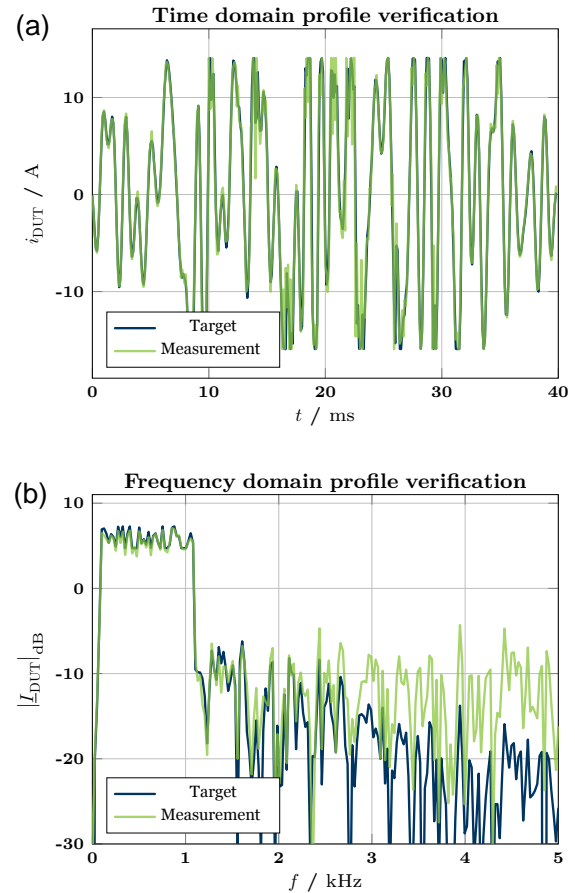 (a)
Time domain profile verification
10
0
-10
i_DUT / A
Target
Measurement
0 10 20 30 40
t / ms
(b)
Frequency domain profile verification
10
0
-10
-20
-30
|I_DUT|_dB
Target
Measurement
0 1 2 3 4 5
f / kHz